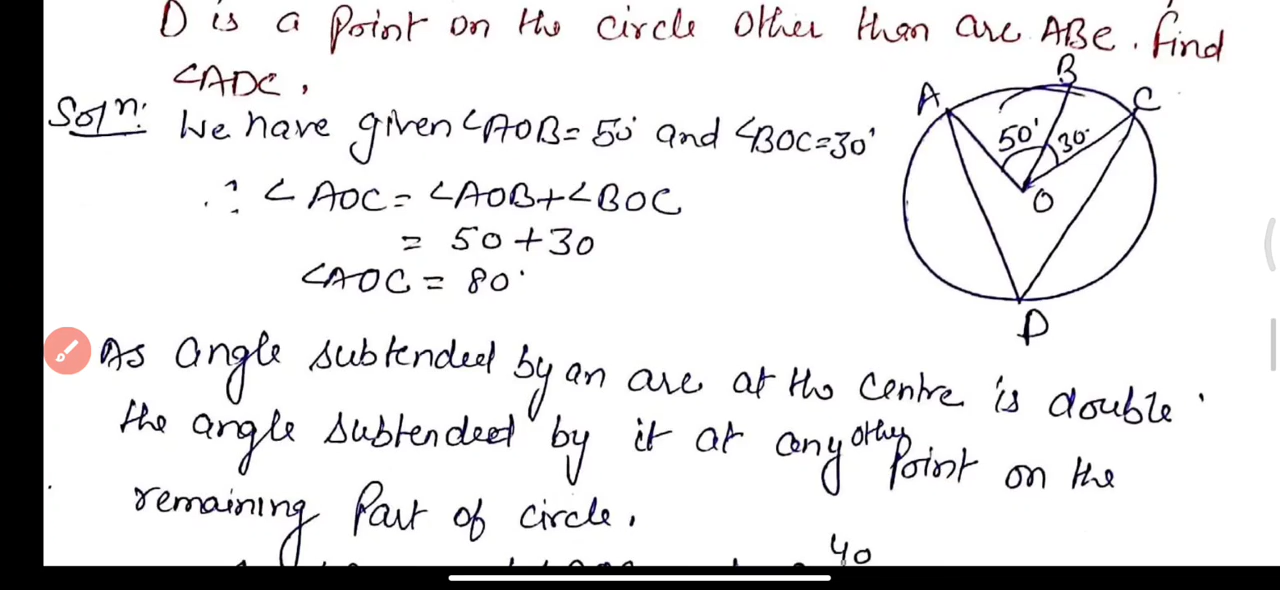 D is a point on the circle other than arc ABC. find
∠ADC.
Solⁿ: We have given ∠AOB = 50° and ∠BOC = 30°
∴ ∠AOC = ∠AOB + ∠BOC
= 50 + 30
∠AOC = 80°
As angle subtended by an arc at the centre is double
the angle subtended by it at any other point on the
remaining part of circle.
40
A
B
C
50°
30°
O
D